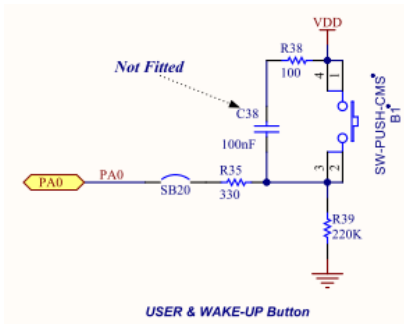 VDD
R38
100
4
1
Not Fitted
C38
100nF
SW-PUSH-CMS
B1
3
2
PA0
PA0
SB20
R35
330
R39
220K
USER & WAKE-UP Button